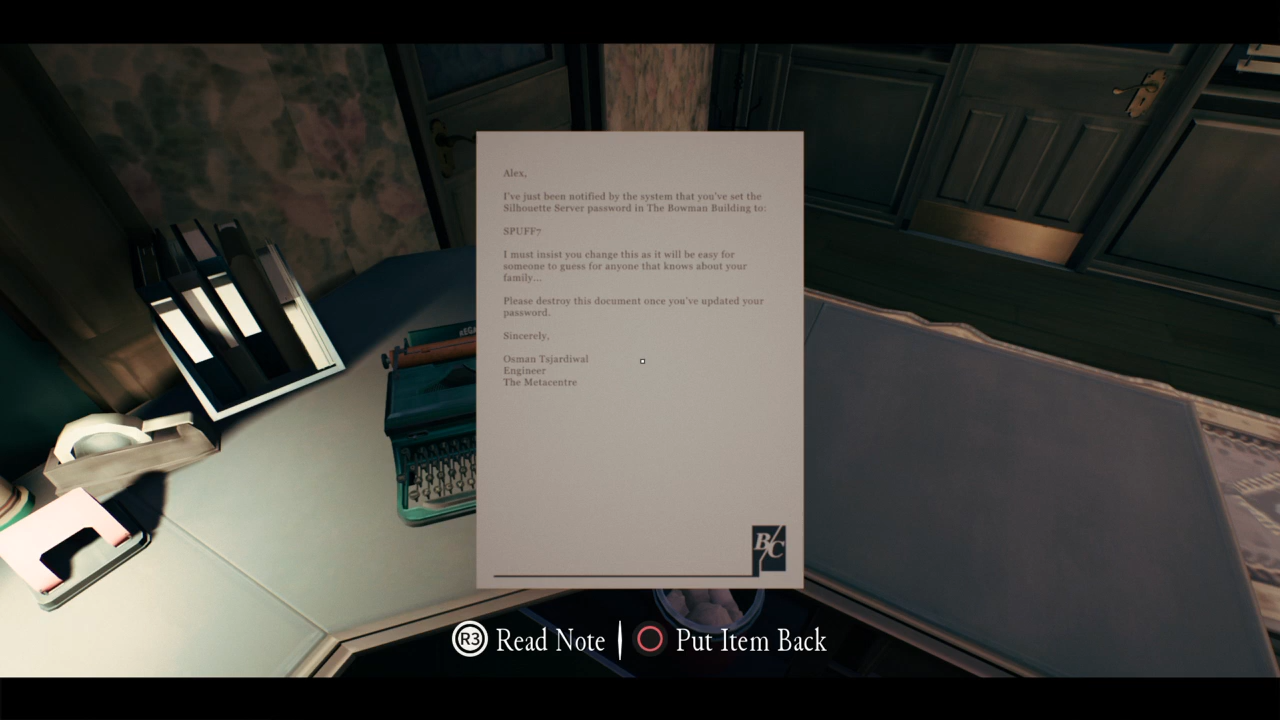 Alex,
I've just been notified by the system that you've set the
Silhouette Server password in The Bowman Building to:
SPUFF7
I must insist you change this as it will be easy for
someone to guess for anyone that knows about your
family...
Please destroy this document once you've updated your
password.
Sincerely,
Osman Tsjardiwal
Engineer
The Metacentre
B/C
R3 Read Note | Put Item Back